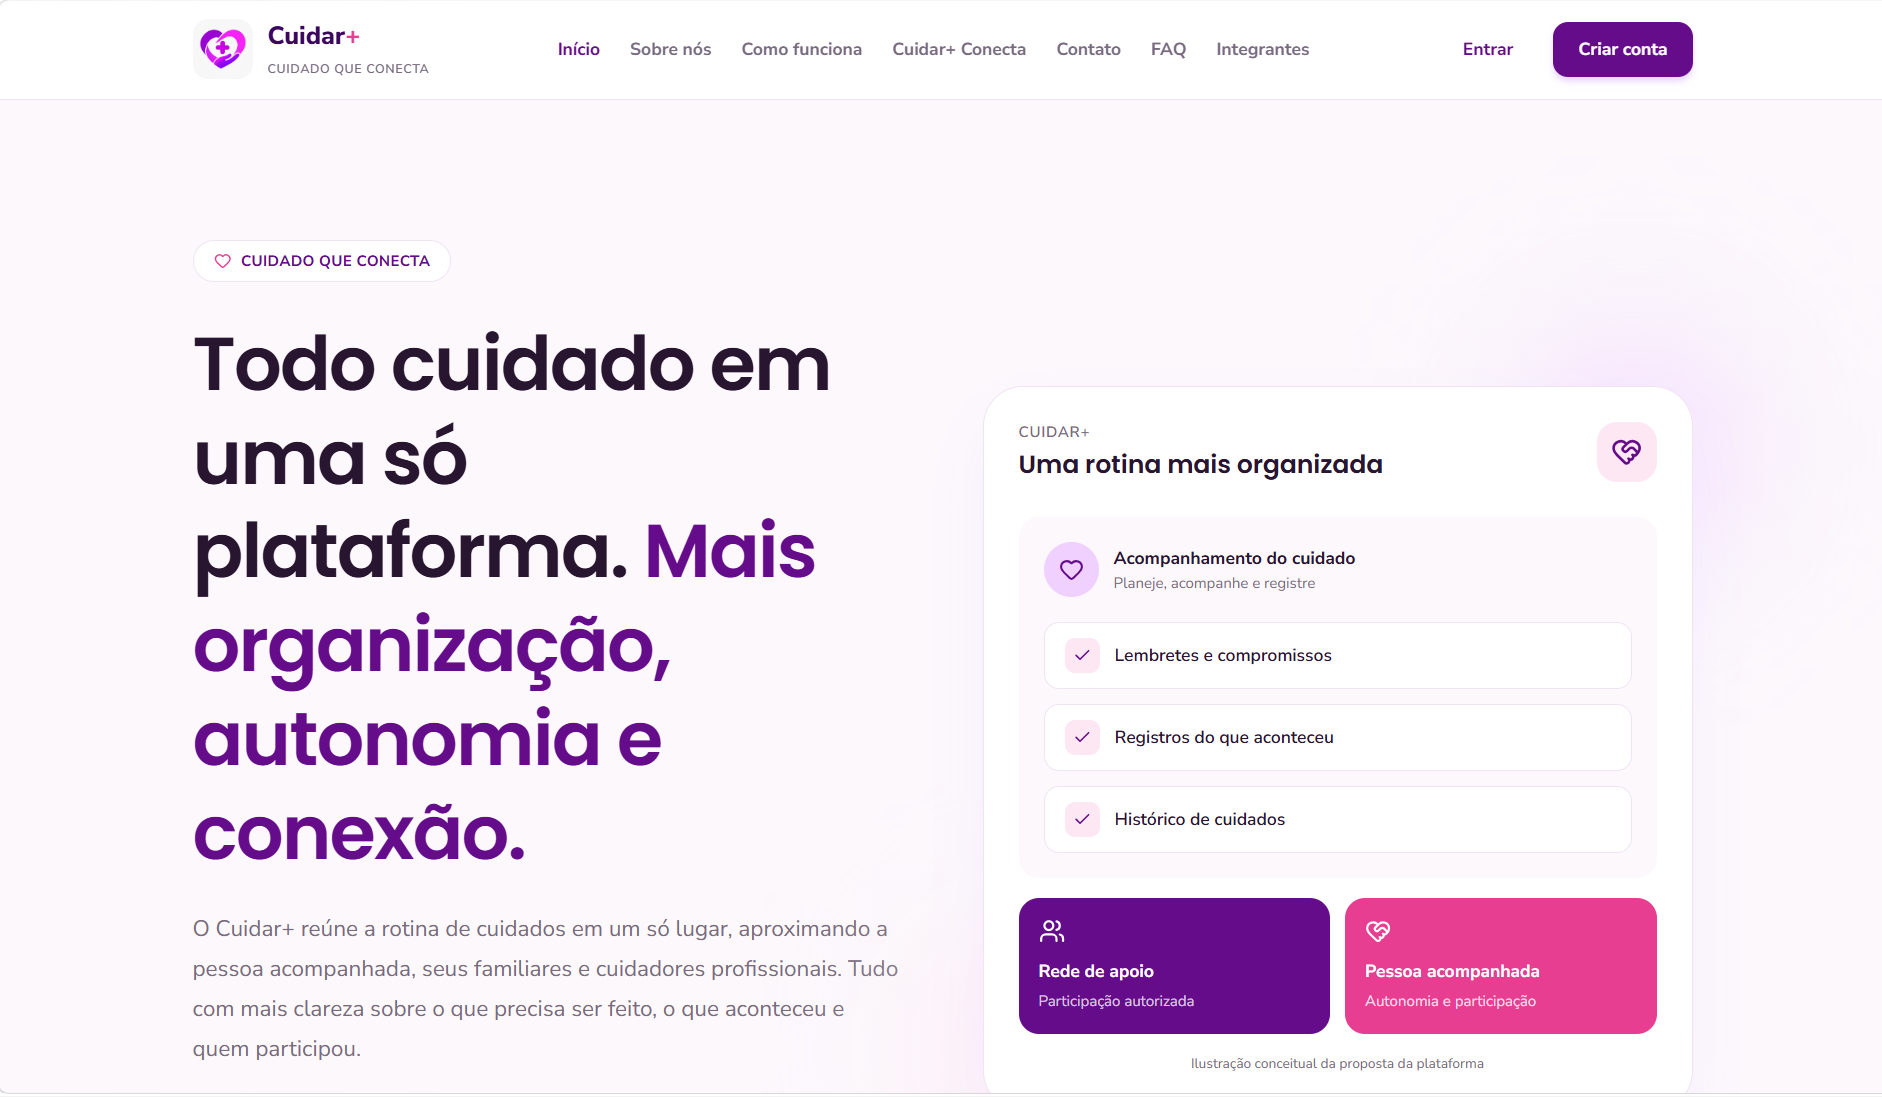 Cuidar+
CUIDADO QUE CONECTA
Início
Sobre nós
Como funciona
Cuidar+ Conecta
Contato
FAQ
Integrantes
Entrar
Criar conta
CUIDADO QUE CONECTA
Todo cuidado em
uma só
plataforma. Mais
organização,
autonomia e
conexão.
O Cuidar+ reúne a rotina de cuidados em um só lugar, aproximando a
pessoa acompanhada, seus familiares e cuidadores profissionais. Tudo
com mais clareza sobre o que precisa ser feito, o que aconteceu e
quem participou.
CUIDAR+
Uma rotina mais organizada
Acompanhamento do cuidado
Planeje, acompanhe e registre
Lembretes e compromissos
Registros do que aconteceu
Histórico de cuidados
Rede de apoio
Participação autorizada
Pessoa acompanhada
Autonomia e participação
Ilustração conceitual da proposta da plataforma